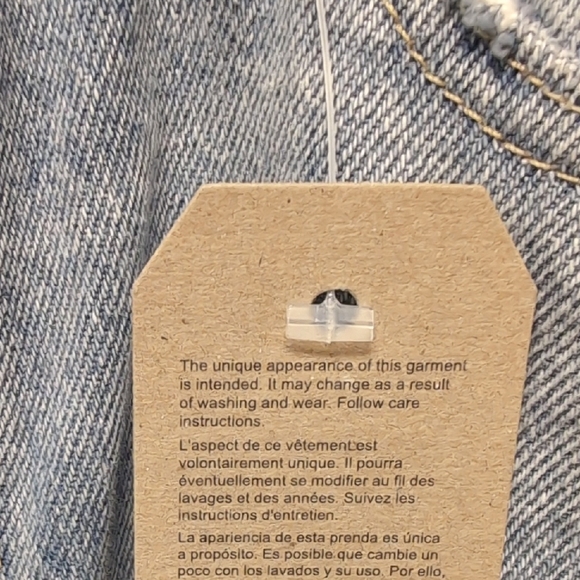 The unique appearance of this garment
is intended. It may change as a result
of washing and wear. Follow care
instructions.
L'aspect de ce vêtement est
volontairement unique. Il pourra
éventuellement se modifier au fil des
lavages et des années. Suivez les
instructions d'entretien.
La apariencia de esta prenda es única
a propósito. Es posible que cambie un
poco con los lavados y su uso. Por ello,